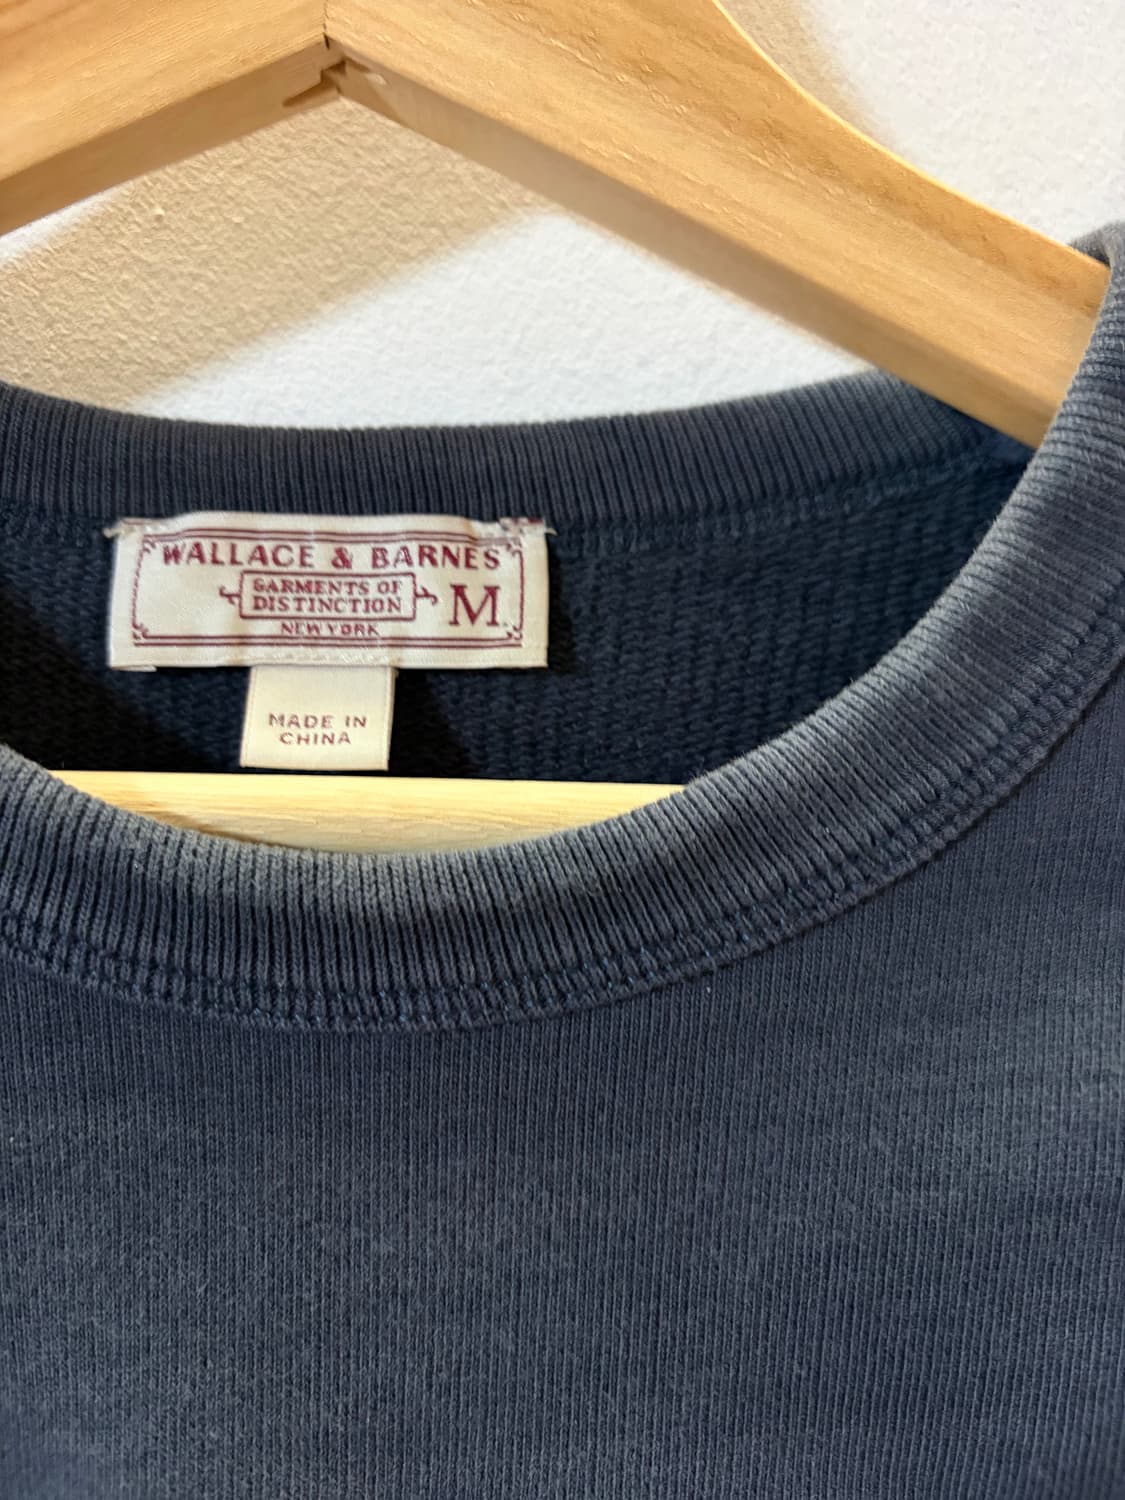 WALLACE & BARNES
GARMENTS OF
DISTINCTION
M
NEW YORK
MADE IN
CHINA